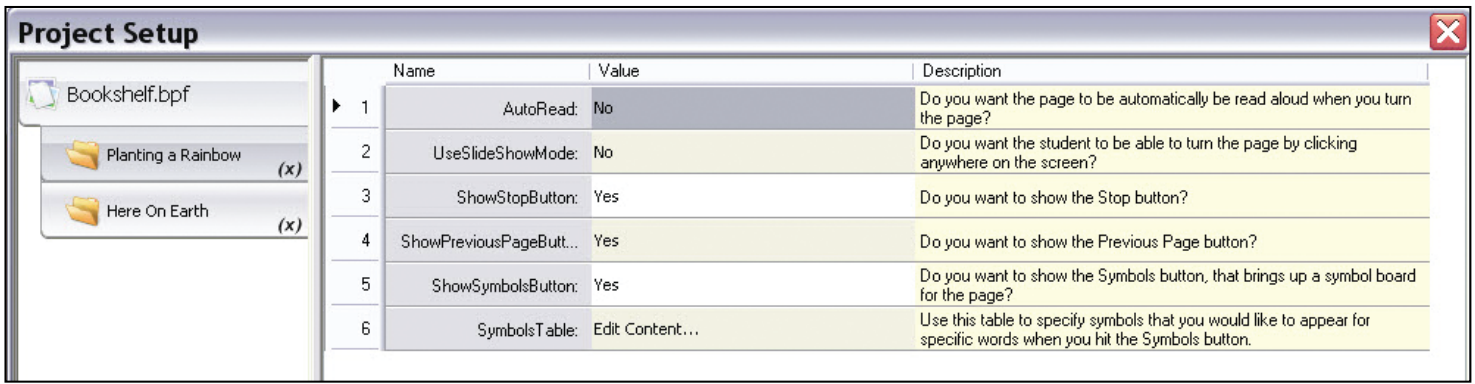 Project Setup
Bookshelf.bpf
Planting a Rainbow
(x)
Here On Earth
(x)
Name Value Description
1 AutoRead: No Do you want the page to be automatically be read aloud when you turn
the page?
2 UseSlideShowMode: No Do you want the student to be able to turn the page by clicking
anywhere on the screen?
3 ShowStopButton: Yes Do you want to show the Stop button?
4 ShowPreviousPageButt... Yes Do you want to show the Previous Page button?
5 ShowSymbolsButton: Yes Do you want to show the Symbols button, that brings up a symbol board
for the page?
6 SymbolsTable: Edit Content... Use this table to specify symbols that you would like to appear for
specific words when you hit the Symbols button.